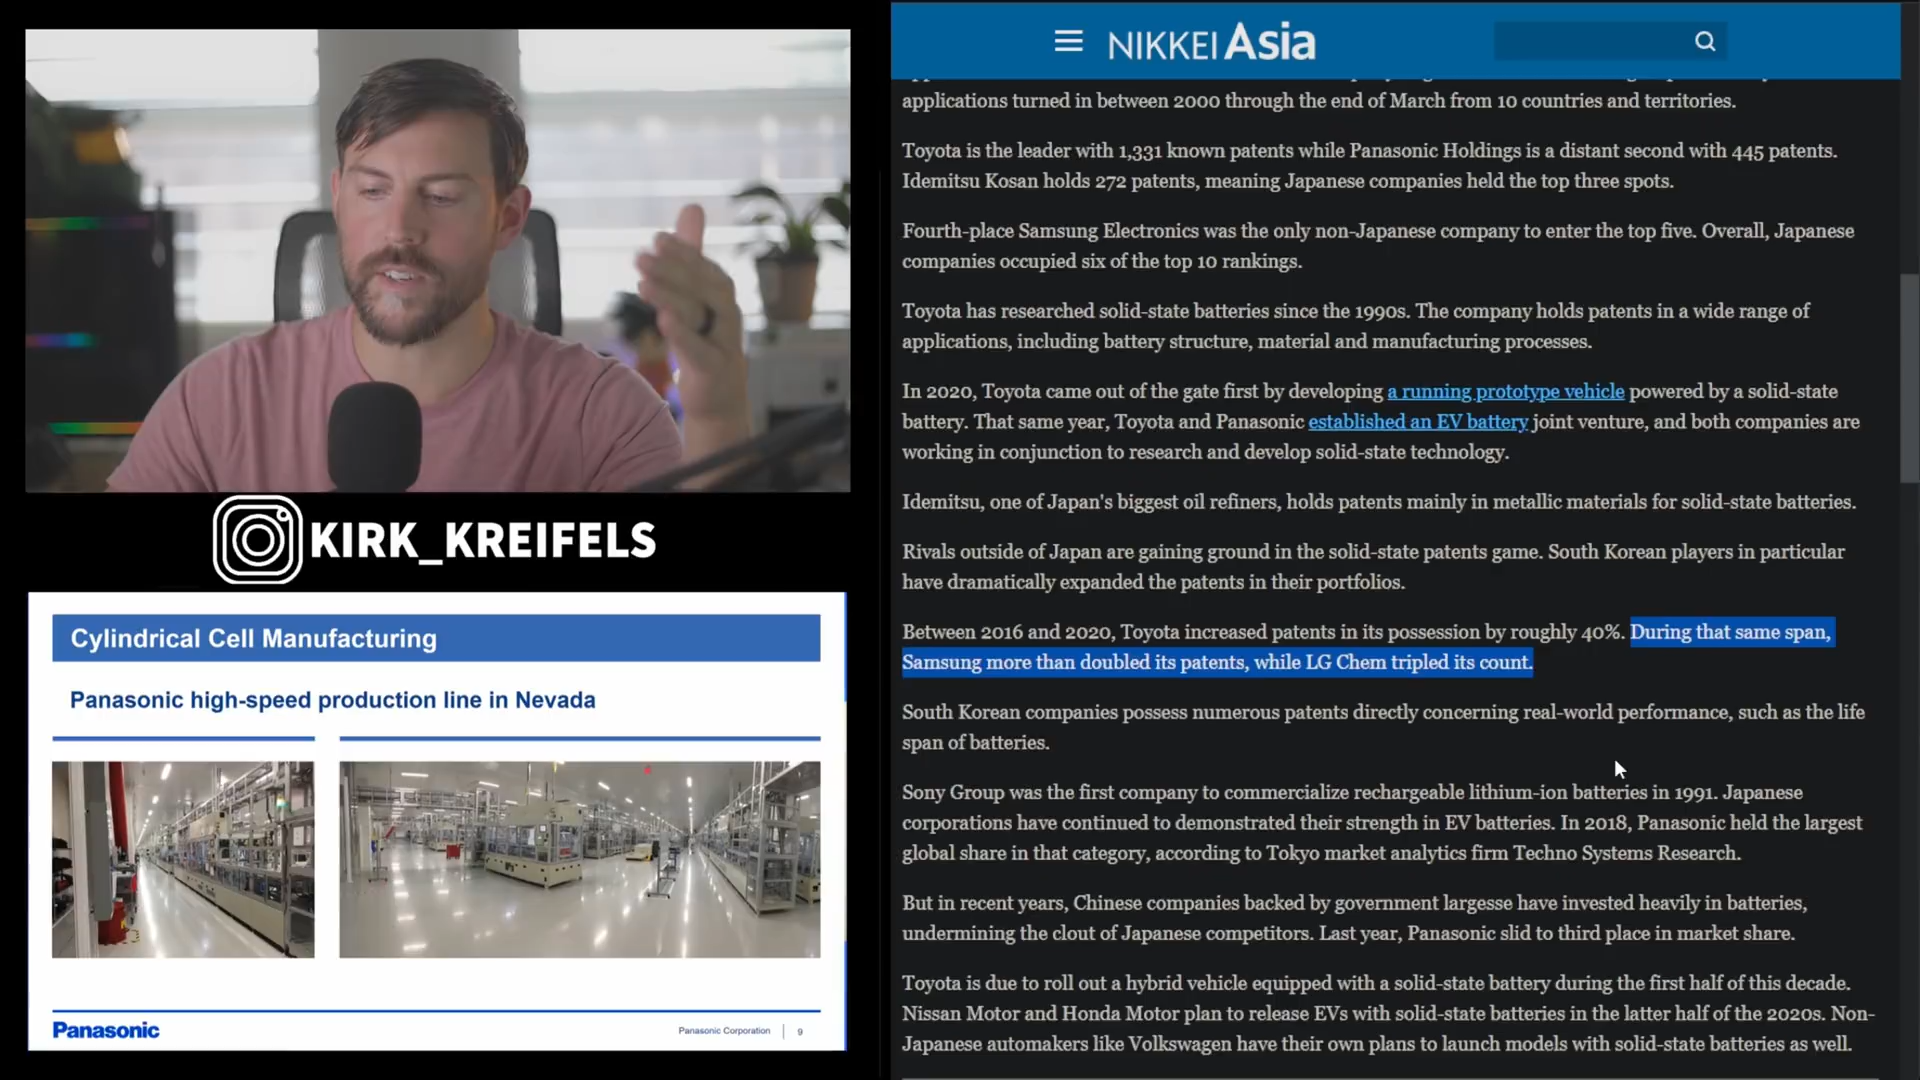 NIKKEI Asia
applications turned in between 2000 through the end of March from 10 countries and territories.
Toyota is the leader with 1,331 known patents while Panasonic Holdings is a distant second with 445 patents.
Idemitsu Kosan holds 272 patents, meaning Japanese companies held the top three spots.
Fourth-place Samsung Electronics was the only non-Japanese company to enter the top five. Overall, Japanese
companies occupied six of the top 10 rankings.
Toyota has researched solid-state batteries since the 1990s. The company holds patents in a wide range of
applications, including battery structure, material and manufacturing processes.
In 2020, Toyota came out of the gate first by developing a running prototype vehicle powered by a solid-state
battery. That same year, Toyota and Panasonic established an EV battery joint venture, and both companies are
working in conjunction to research and develop solid-state technology.
Idemitsu, one of Japan's biggest oil refiners, holds patents mainly in metallic materials for solid-state batteries.
Rivals outside of Japan are gaining ground in the solid-state patents game. South Korean players in particular
have dramatically expanded the patents in their portfolios.
Between 2016 and 2020, Toyota increased patents in its possession by roughly 40%. During that same span,
Samsung more than doubled its patents, while LG Chem tripled its count.
South Korean companies possess numerous patents directly concerning real-world performance, such as the life
span of batteries.
Sony Group was the first company to commercialize rechargeable lithium-ion batteries in 1991. Japanese
corporations have continued to demonstrated their strength in EV batteries. In 2018, Panasonic held the largest
global share in that category, according to Tokyo market analytics firm Techno Systems Research.
But in recent years, Chinese companies backed by government largesse have invested heavily in batteries,
undermining the clout of Japanese competitors. Last year, Panasonic slid to third place in market share.
Toyota is due to roll out a hybrid vehicle equipped with a solid-state battery during the first half of this decade.
Nissan Motor and Honda Motor plan to release EVs with solid-state batteries in the latter half of the 2020s. Non-
Japanese automakers like Volkswagen have their own plans to launch models with solid-state batteries as well.
KIRK_KREIFELS
Cylindrical Cell Manufacturing
Panasonic high-speed production line in Nevada
Panasonic
Panasonic Corporation 9